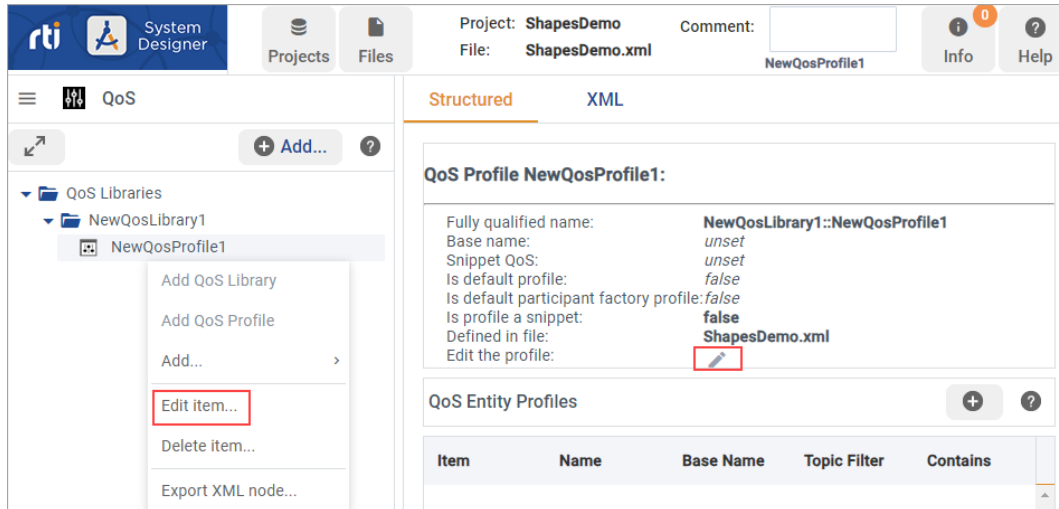 rti System Designer
Projects
Files
Project: ShapesDemo
File: ShapesDemo.xml
Comment:
NewQosProfile1
0
Info
Help
QoS
Structured
XML
Add...
QoS Libraries
NewQosLibrary1
NewQosProfile1
Add QoS Library
Add QoS Profile
Add...
Edit item...
Delete item...
Export XML node...
QoS Profile NewQosProfile1:
Fully qualified name: NewQosLibrary1::NewQosProfile1
Base name: unset
Snippet QoS: unset
Is default profile: false
Is default participant factory profile: false
Is profile a snippet: false
Defined in file: ShapesDemo.xml
Edit the profile:
QoS Entity Profiles
Item Name Base Name Topic Filter Contains